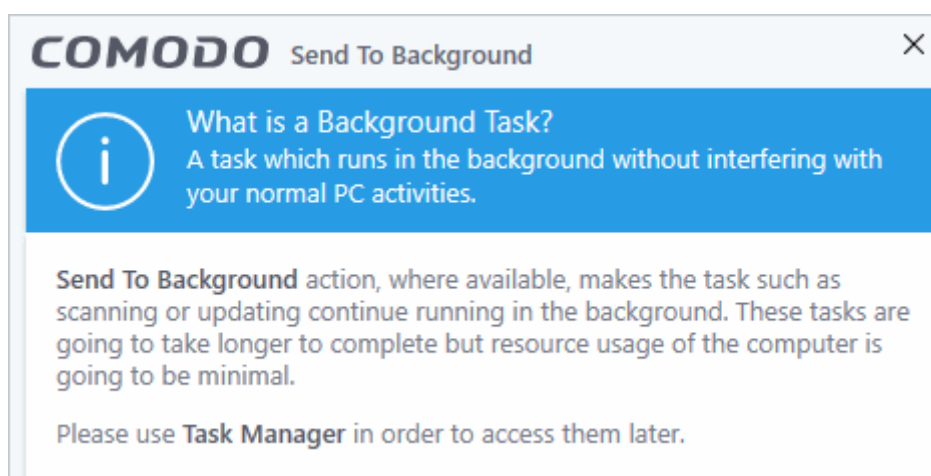 COMODO Send To Background
What is a Background Task?
A task which runs in the background without interfering with
your normal PC activities.
Send To Background action, where available, makes the task such as
scanning or updating continue running in the background. These tasks are
going to take longer to complete but resource usage of the computer is
going to be minimal.
Please use Task Manager in order to access them later.